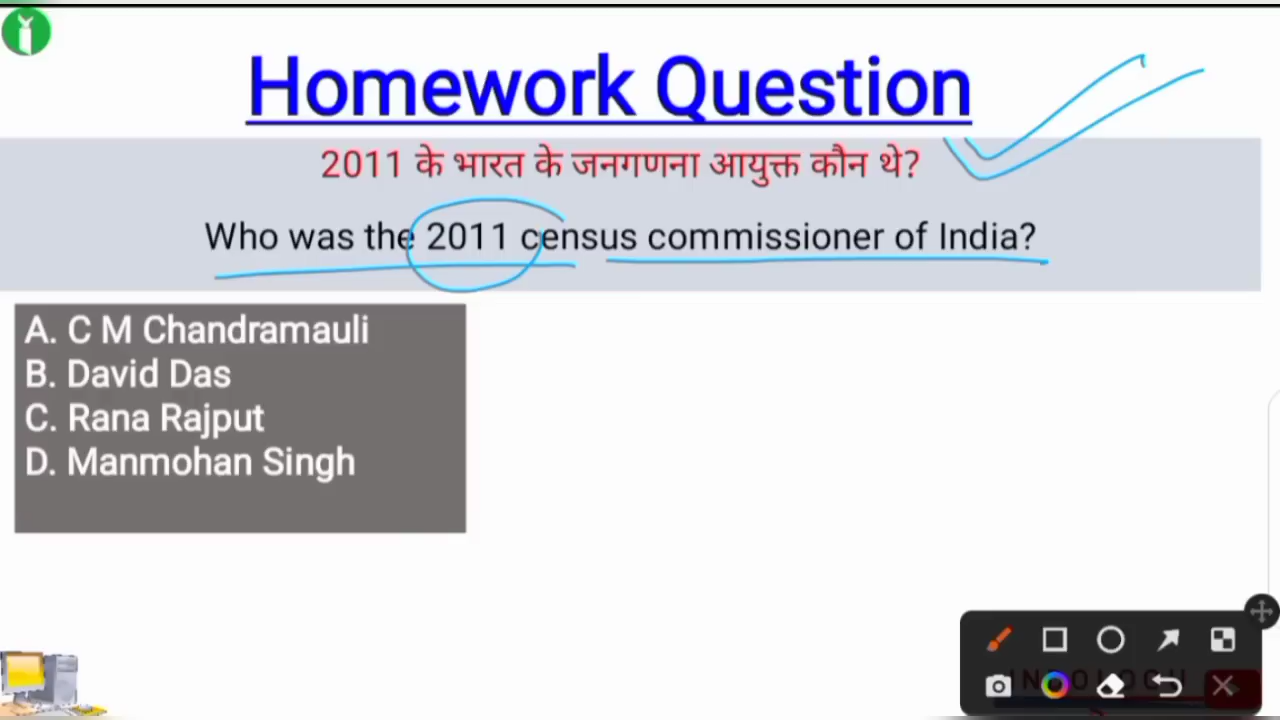 Homework Question
2011 के भारत के जनगणना आयुक्त कौन थे?
Who was the 2011 census commissioner of India?
A. C M Chandramauli
B. David Das
C. Rana Rajput
D. Manmohan Singh